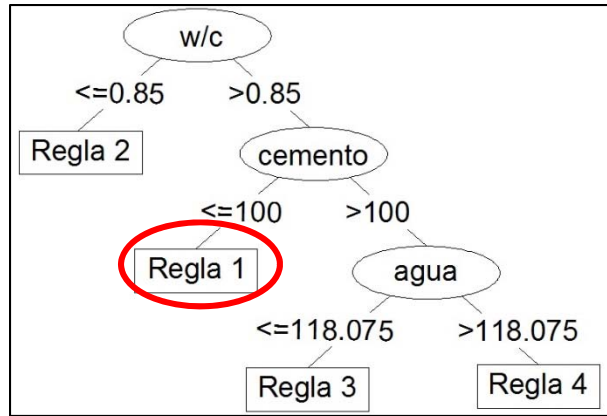 w/c
<=0.85 >0.85
Regla 2
cemento
<=100 >100
Regla 1
agua
<=118.075 >118.075
Regla 3 Regla 4